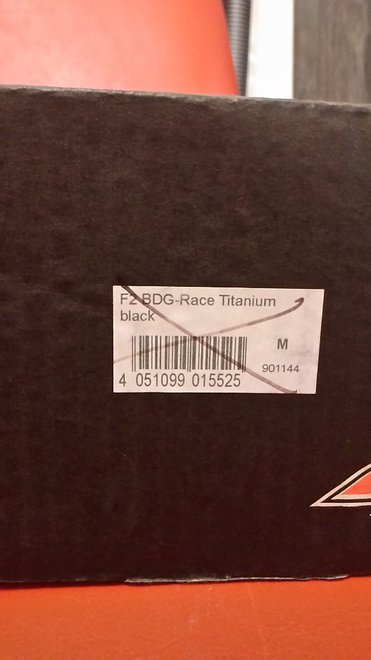 F2 BDG-Race Titanium
black
M
901144
4 051099 015525